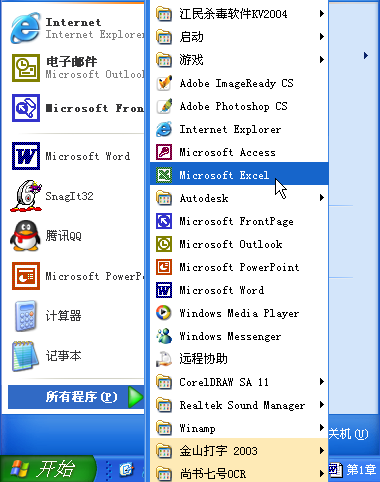 Internet
Internet Explorer
电子邮件
Microsoft Outloo
Microsoft Fron
Microsoft Word
SnagIt32
腾讯QQ
Microsoft PowerPo
计算器
记事本
所有程序(P)
开始
江民杀毒软件KV2004
启动
游戏
Adobe ImageReady CS
Adobe Photoshop CS
Internet Explorer
Microsoft Access
Microsoft Excel
Autodesk
Microsoft FrontPage
Microsoft Outlook
Microsoft PowerPoint
Microsoft Word
Windows Media Player
Windows Messenger
远程协助
CorelDRAW SA 11
Realtek Sound Manager
Winamp
金山打字 2003
尚书七号OCR
关机(U)
第1章